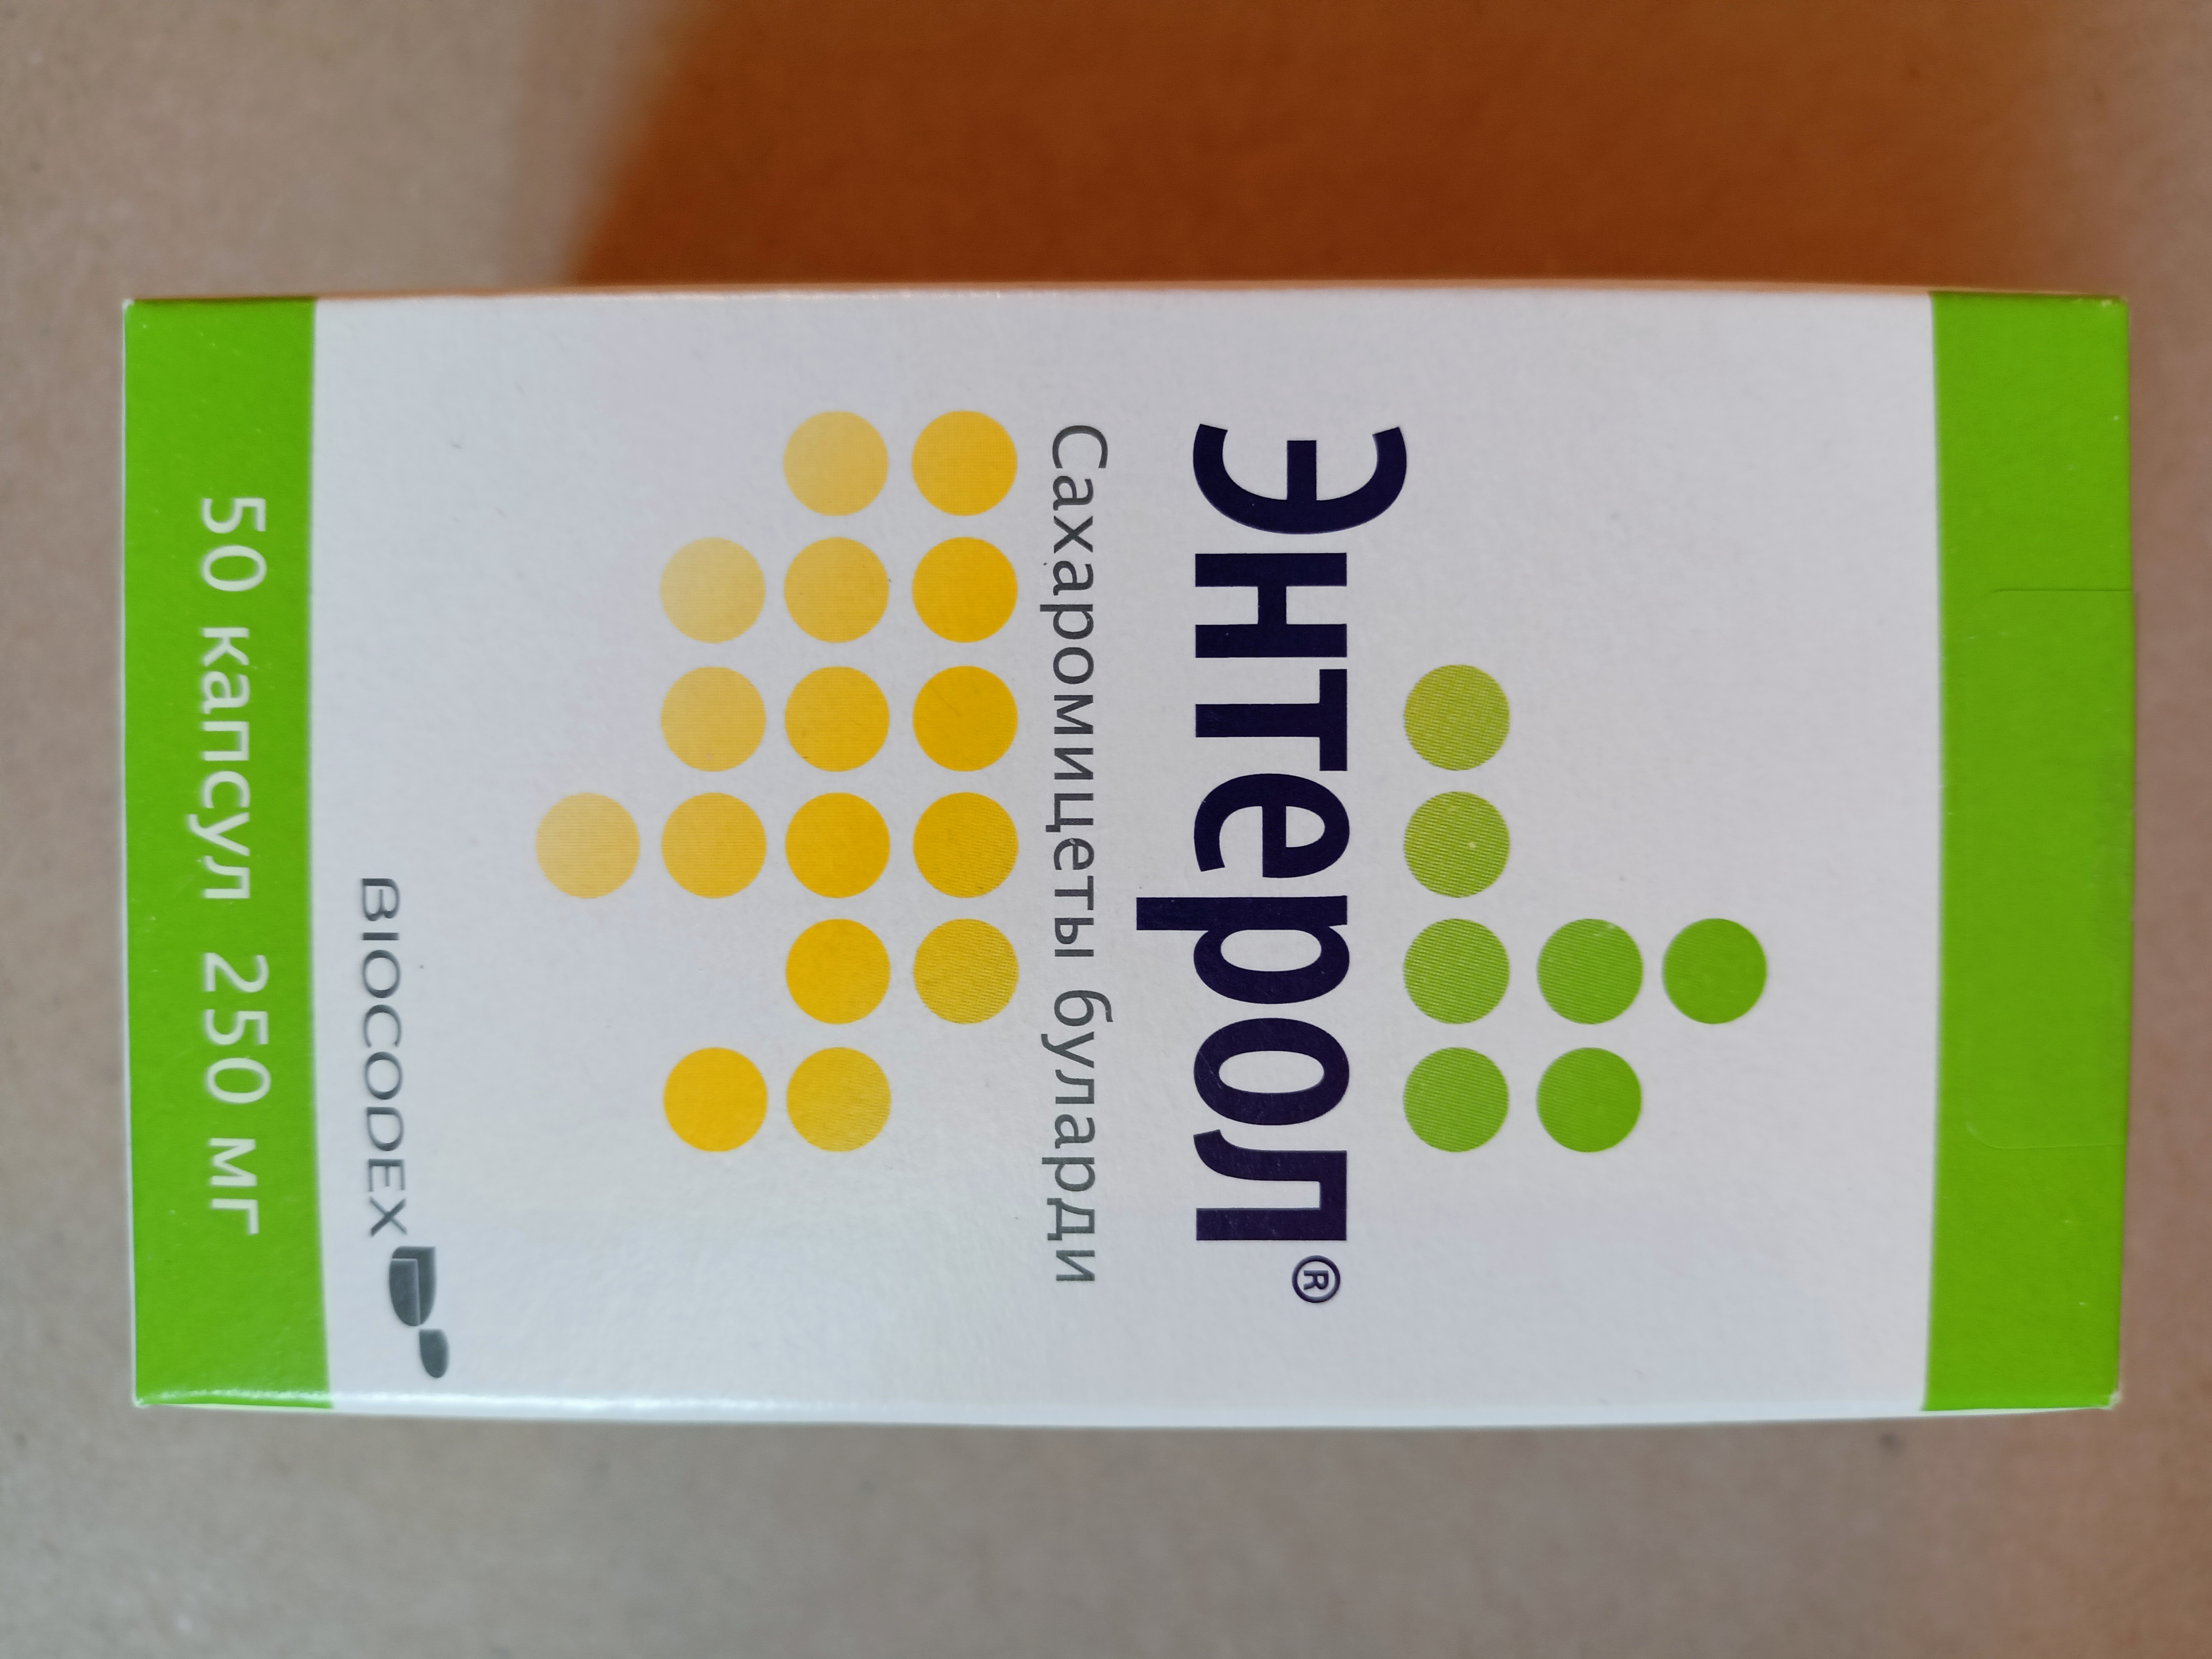 Энтерол®
Сахаромицеты буларди
BIOCODEX
50 капсул 250 мг